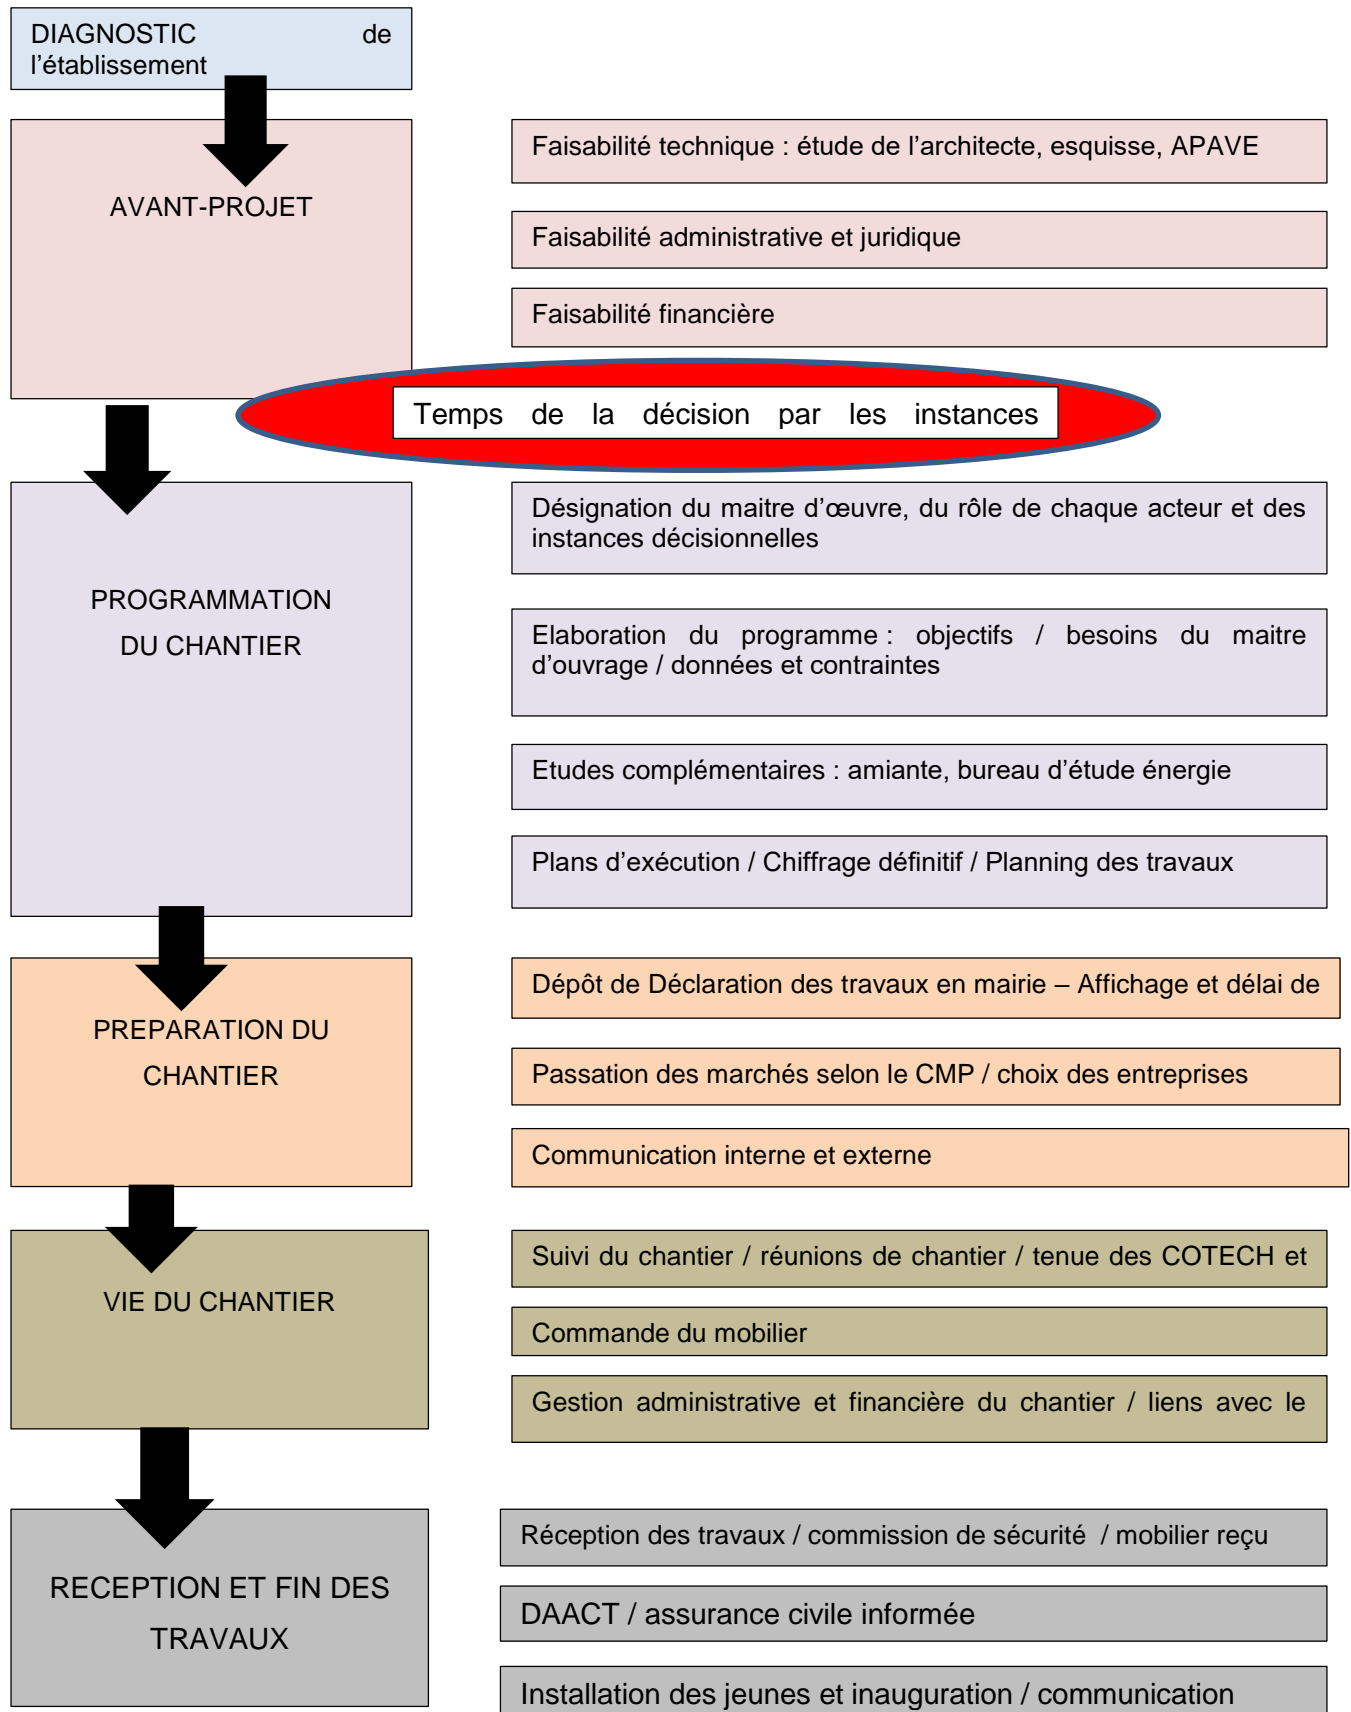 DIAGNOSTIC de
l'établissement
AVANT-PROJET
Faisabilité technique : étude de l'architecte, esquisse, APAVE
Faisabilité administrative et juridique
Faisabilité financière
Temps de la décision par les instances
PROGRAMMATION
DU CHANTIER
Désignation du maitre d'œuvre, du rôle de chaque acteur et des
instances décisionnelles
Elaboration du programme : objectifs / besoins du maitre
d'ouvrage / données et contraintes
Etudes complémentaires : amiante, bureau d'étude énergie
Plans d'exécution / Chiffrage définitif / Planning des travaux
PREPARATION DU
CHANTIER
Dépôt de Déclaration des travaux en mairie – Affichage et délai de
Passation des marchés selon le CMP / choix des entreprises
Communication interne et externe
VIE DU CHANTIER
Suivi du chantier / réunions de chantier / tenue des COTECH et
Commande du mobilier
Gestion administrative et financière du chantier / liens avec le
RECEPTION ET FIN DES
TRAVAUX
Réception des travaux / commission de sécurité / mobilier reçu
DAACT / assurance civile informée
Installation des jeunes et inauguration / communication